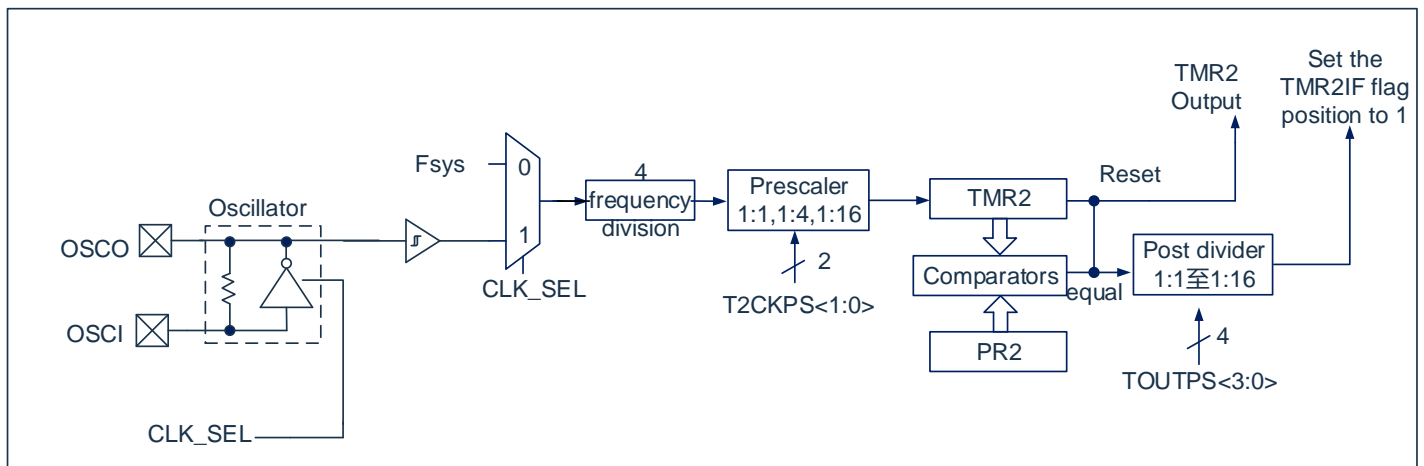 Set the
TMR2IF flag
position to 1
TMR2
Output
Fsys
0
4
frequency
division
Prescaler
1:1,1:4,1:16
TMR2
Reset
Oscillator
OSCO
1
CLK_SEL
2
T2CKPS<1:0>
Comparators
equal
Post divider
1:1至1:16
OSCI
PR2
4
TOUTPS<3:0>
CLK_SEL